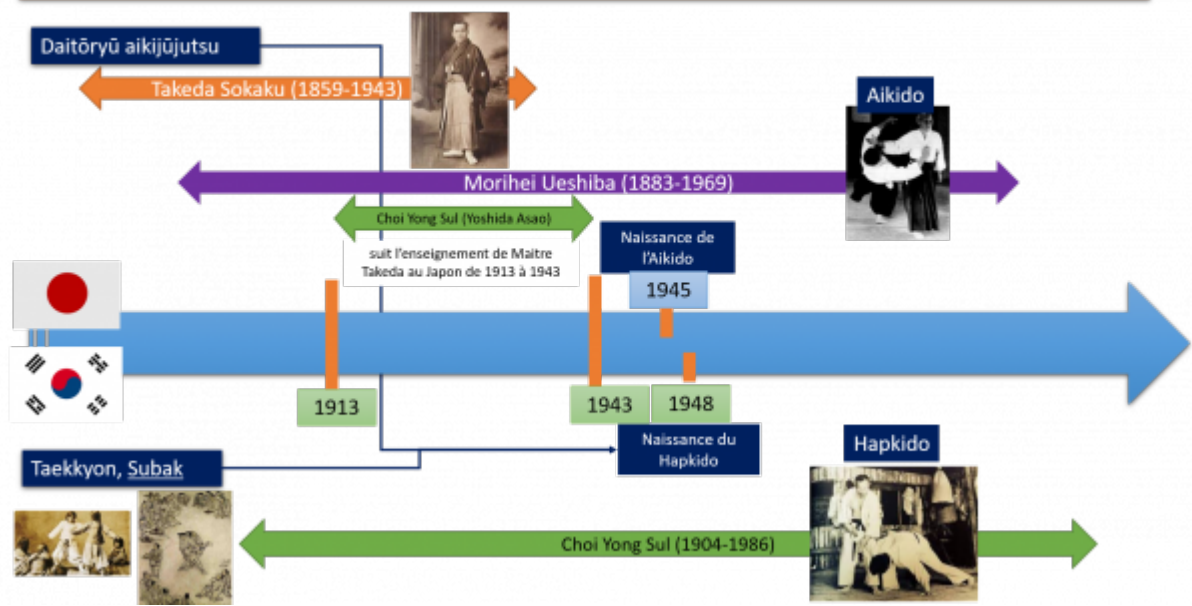 Daitōryū aikijūjutsu
Takeda Sokaku (1859-1943)
Aikido
Morihei Ueshiba (1883-1969)
Choi Yong Sul (Yoshida Asao)
suit l'enseignement de Maitre
Takeda au Japon de 1913 à 1943
Naissance de
l'Aikido
1945
1913
1943
1948
Naissance du
Hapkido
Taekkyon, Subak
Hapkido
Choi Yong Sul (1904-1986)